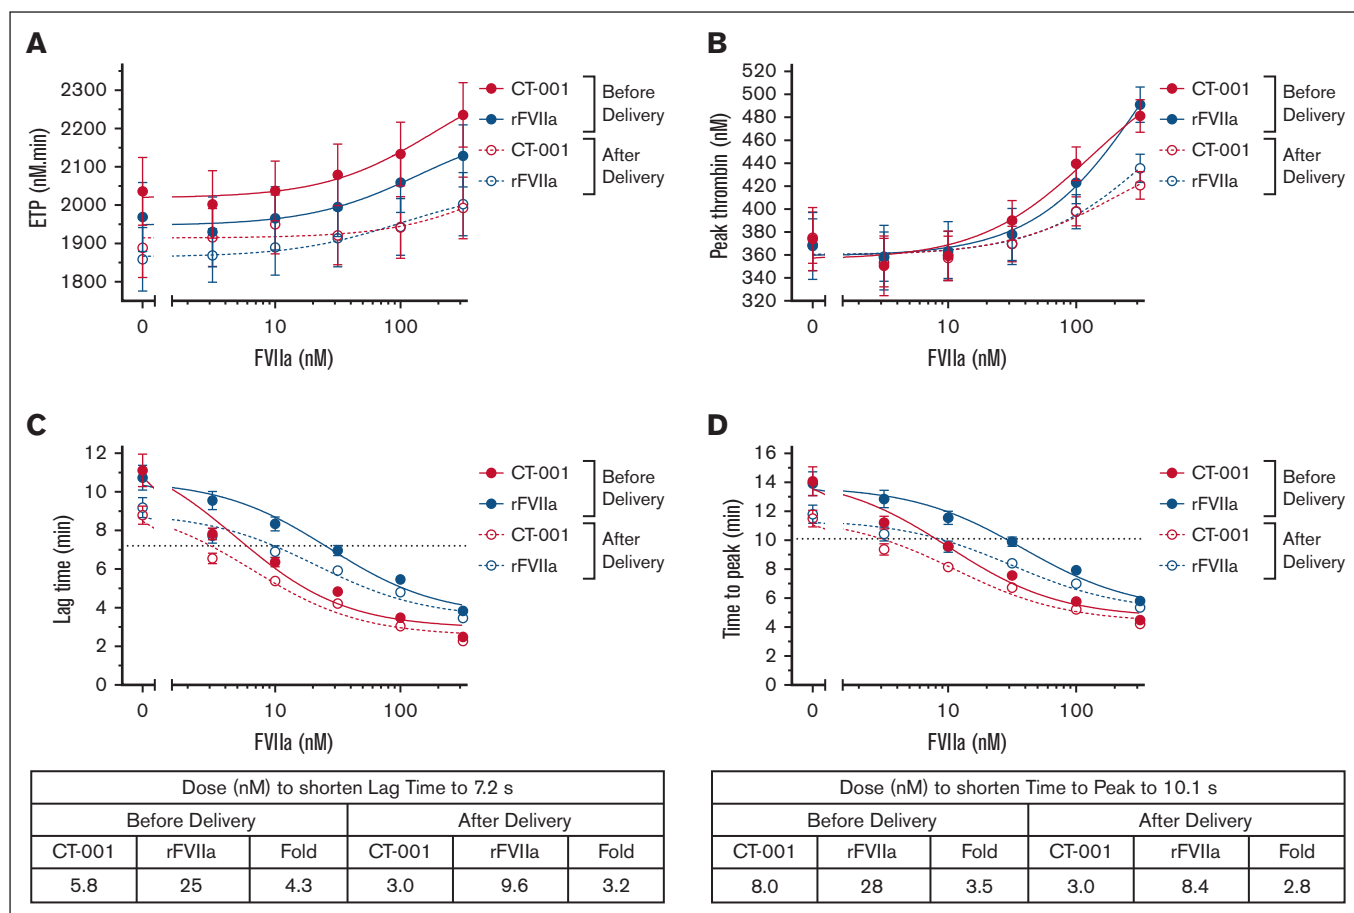 A
ETP (nM.min)
2300
2200
2100
2000
1900
1800
0
10
100
FVIIa (nM)
CT-001
rFVIIa
Before
Delivery
CT-001
rFVIIa
After
Delivery
B
Peak thrombin (nM)
520
500
480
460
440
420
400
380
360
340
320
0
10
100
FVIIa (nM)
CT-001
rFVIIa
Before
Delivery
CT-001
rFVIIa
After
Delivery
C
Lag time (min)
12
10
8
6
4
2
0
0
10
100
FVIIa (nM)
CT-001
rFVIIa
Before
Delivery
CT-001
rFVIIa
After
Delivery
D
Time to peak (min)
16
14
12
10
8
6
4
2
0
0
10
100
FVIIa (nM)
CT-001
rFVIIa
Before
Delivery
CT-001
rFVIIa
After
Delivery
Dose (nM) to shorten Lag Time to 7.2 s
Before Delivery After Delivery
CT-001 rFVIIa Fold CT-001 rFVIIa Fold
5.8 25 4.3 3.0 9.6 3.2
Dose (nM) to shorten Time to Peak to 10.1 s
Before Delivery After Delivery
CT-001 rFVIIa Fold CT-001 rFVIIa Fold
8.0 28 3.5 3.0 8.4 2.8